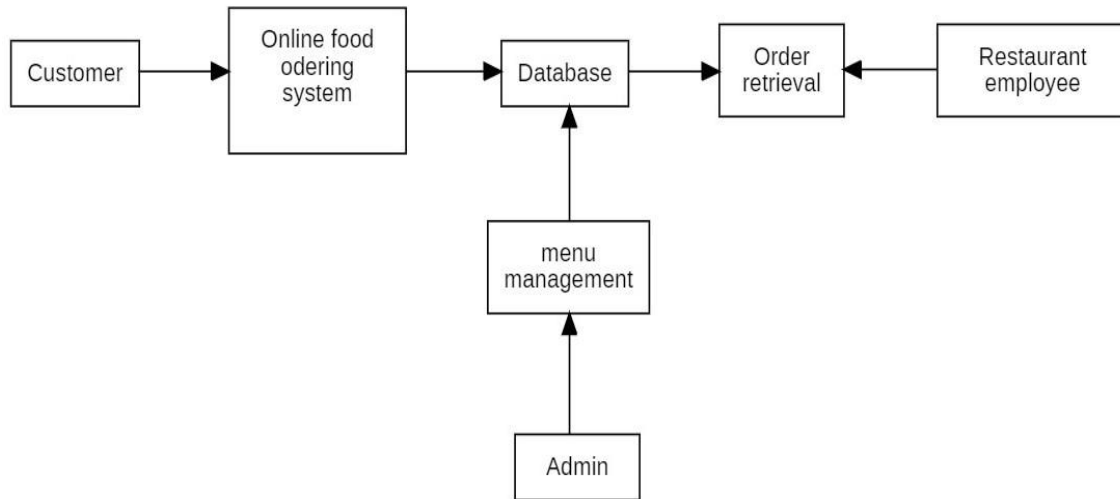 Customer
Online food
odering
system
Database
Order
retrieval
Restaurant
employee
menu
management
Admin